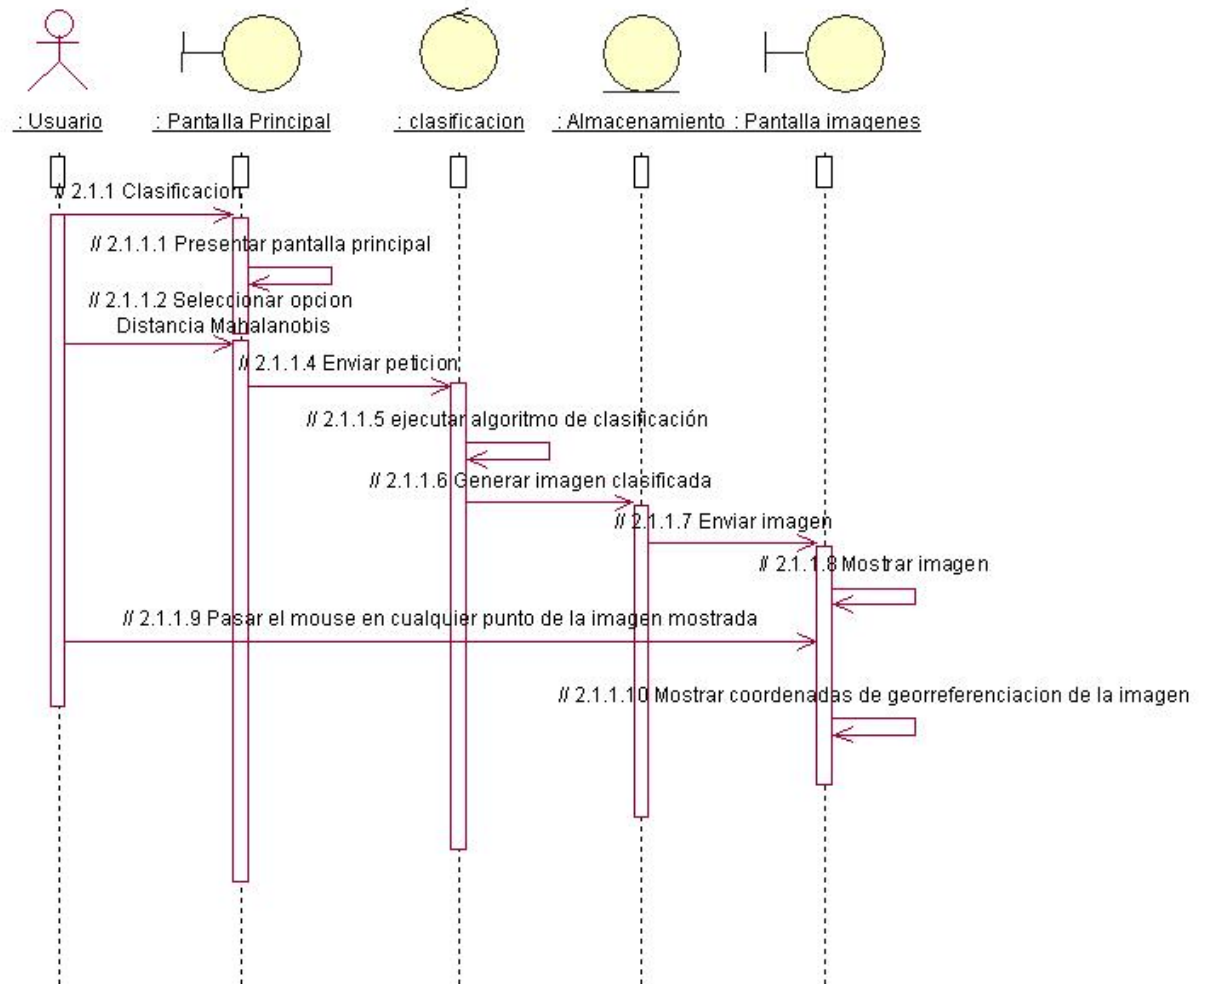 : Usuario
: Pantalla Principal
: clasificacion
: Almacenamiento
: Pantalla imagenes
// 2.1.1 Clasificacion
// 2.1.1.1 Presentar pantalla principal
// 2.1.1.2 Seleccionar opcion
Distancia Mahalanobis
// 2.1.1.4 Enviar peticion
// 2.1.1.5 ejecutar algoritmo de clasificación
// 2.1.1.6 Generar imagen clasificada
// 2.1.1.7 Enviar imagen
// 2.1.1.8 Mostrar imagen
// 2.1.1.9 Pasar el mouse en cualquier punto de la imagen mostrada
// 2.1.1.10 Mostrar coordenadas de georreferenciacion de la imagen